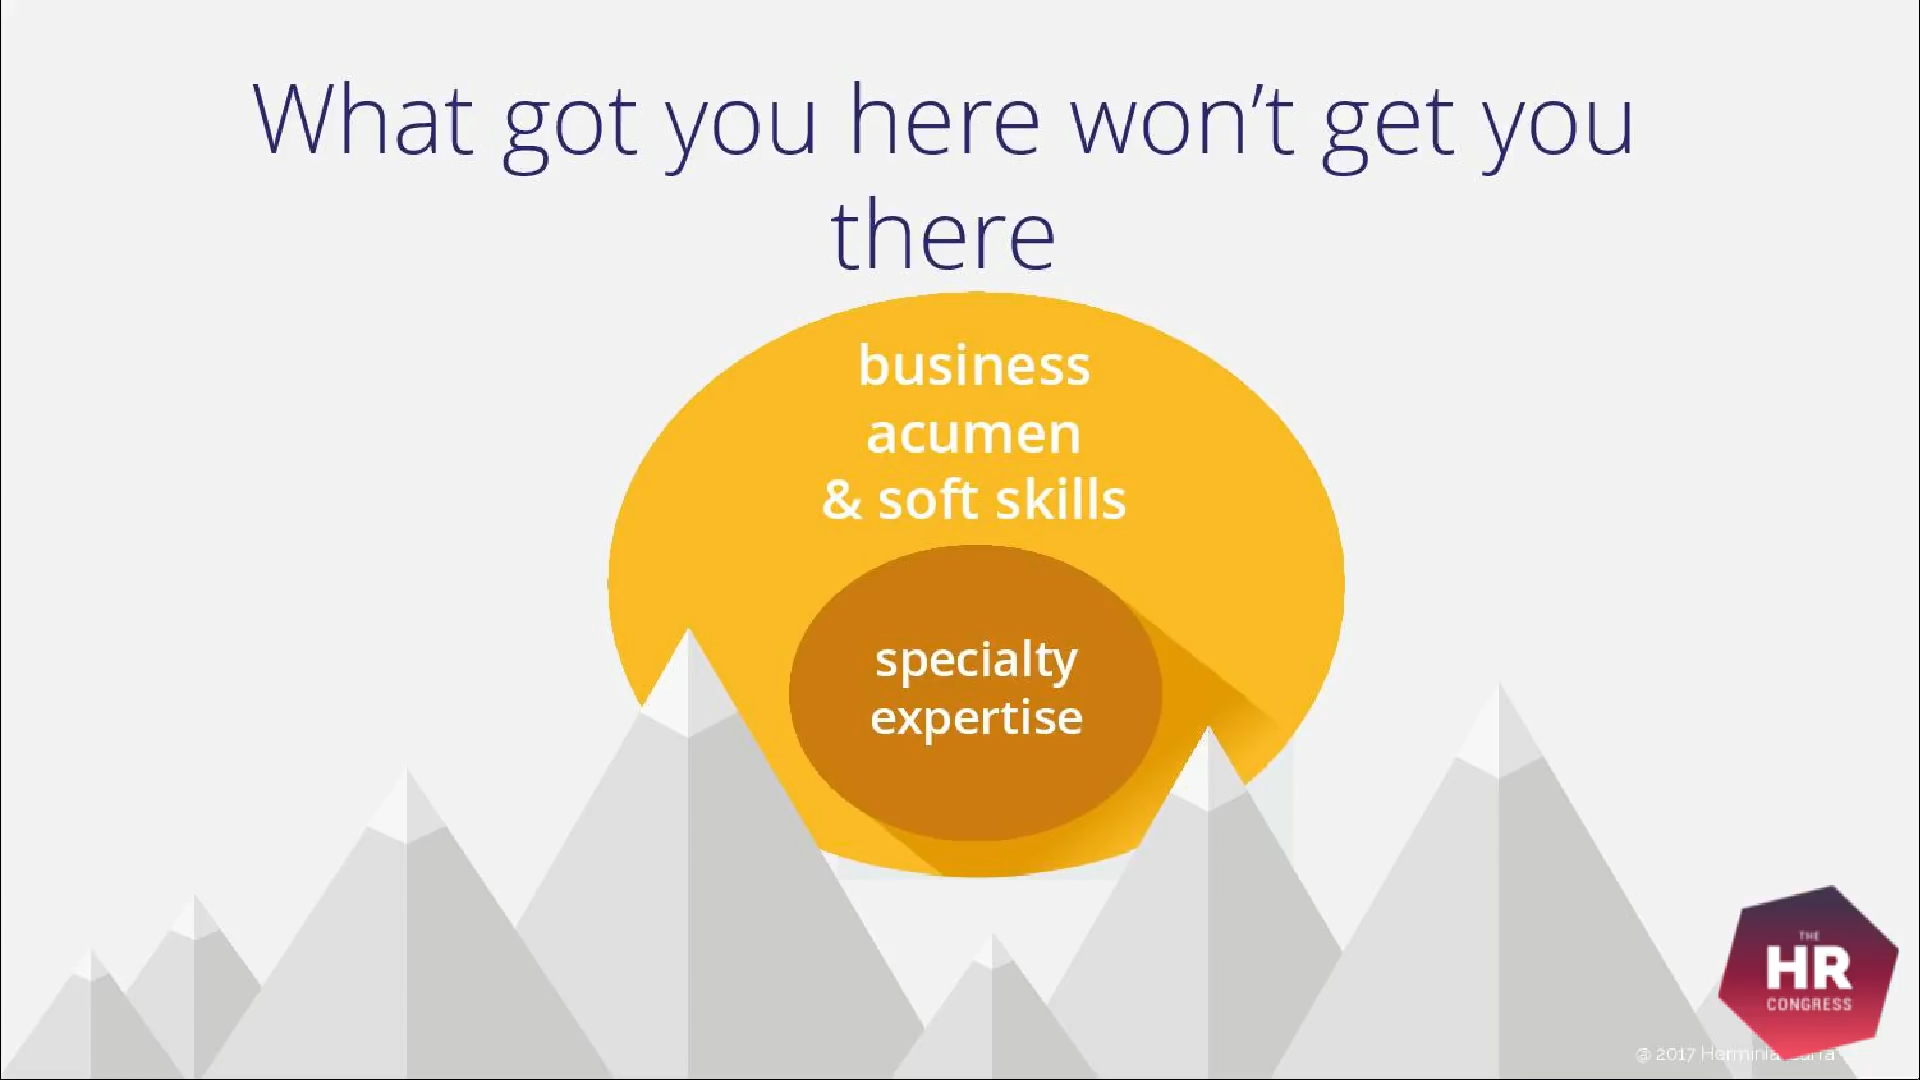 What got you here won't get you
there
business
acumen
& soft skills
specialty
expertise
THE
HR
CONGRESS
@ 2017 Herminia